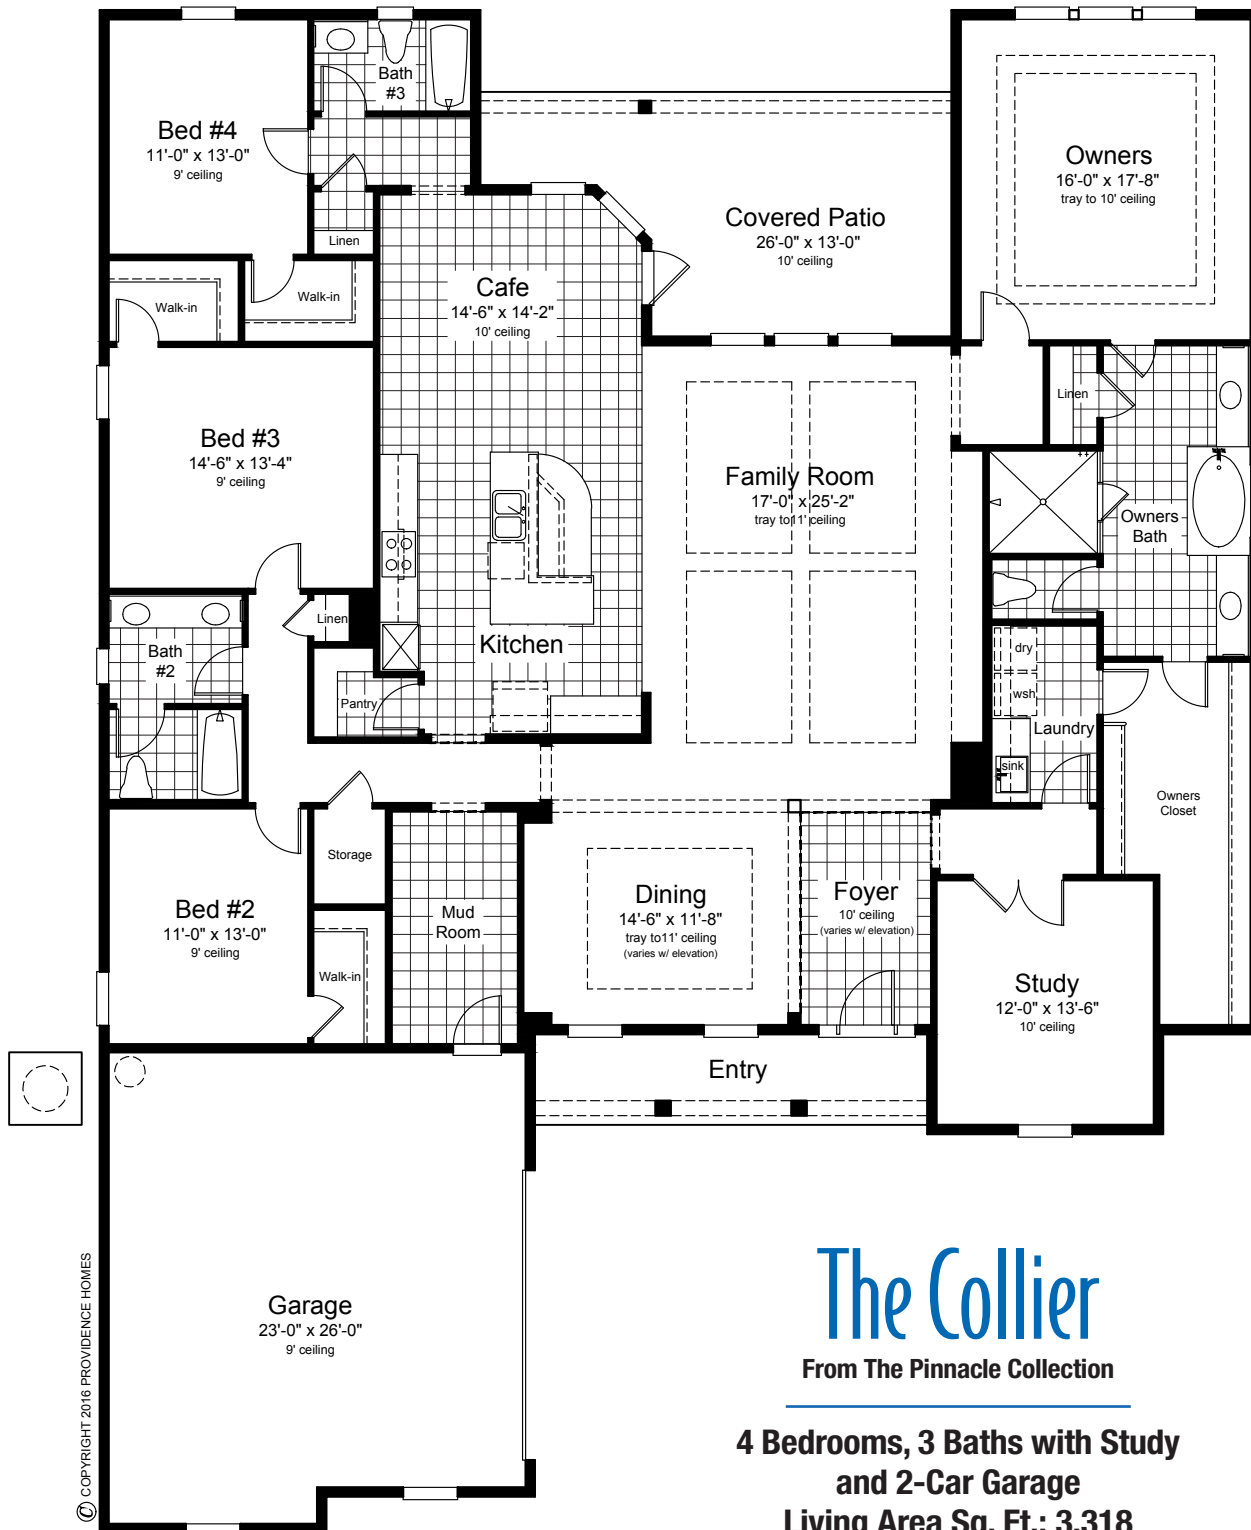 Bath
#3
Bed #4
11'-0" x 13'-0"
9' ceiling
Linen
Walk-in
Walk-in
Cafe
14'-6" x 14'-2"
10' ceiling
Covered Patio
26'-0" x 13'-0"
10' ceiling
Owners
16'-0" x 17'-8"
tray to 10' ceiling
Linen
Bed #3
14'-6" x 13'-4"
9' ceiling
Family Room
17'-0" x 25'-2"
tray to11' ceiling
Owners
Bath
Linen
Kitchen
Bath
#2
Pantry
dry
wsh
Laundry
sink
Owners
Closet
Storage
Bed #2
11'-0" x 13'-0"
9' ceiling
Walk-in
Mud
Room
Dining
14'-6" x 11'-8"
tray to11' ceiling
(varies w/ elevation)
Foyer
10' ceiling
(varies w/ elevation)
Study
12'-0" x 13'-6"
10' ceiling
Entry
Garage
23'-0" x 26'-0"
9' ceiling
© COPYRIGHT 2016 PROVIDENCE HOMES
The Collier
From The Pinnacle Collection
4 Bedrooms, 3 Baths with Study
and 2-Car Garage
Living Area Sq. Ft.: 3,318